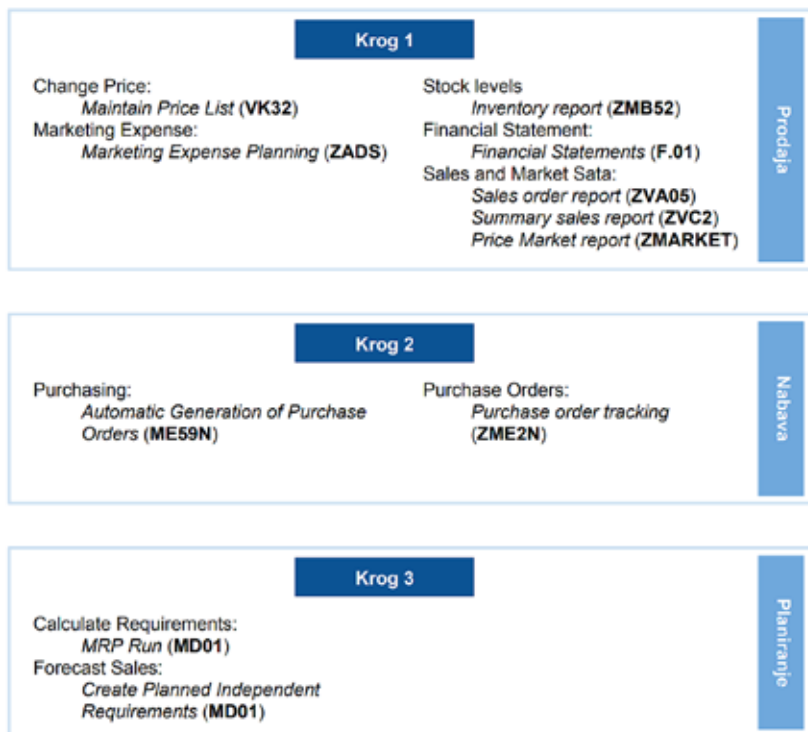 Krog 1
Change Price:
Maintain Price List (VK32)
Marketing Expense:
Marketing Expense Planning (ZADS)
Stock levels
Inventory report (ZMB52)
Financial Statement:
Financial Statements (F.01)
Sales and Market Sata:
Sales order report (ZVA05)
Summary sales report (ZVC2)
Price Market report (ZMARKET)
Prodaja
Krog 2
Purchasing:
Automatic Generation of Purchase
Orders (ME59N)
Purchase Orders:
Purchase order tracking
(ZME2N)
Nabava
Krog 3
Calculate Requirements:
MRP Run (MD01)
Forecast Sales:
Create Planned Independent
Requirements (MD01)
Planiranje